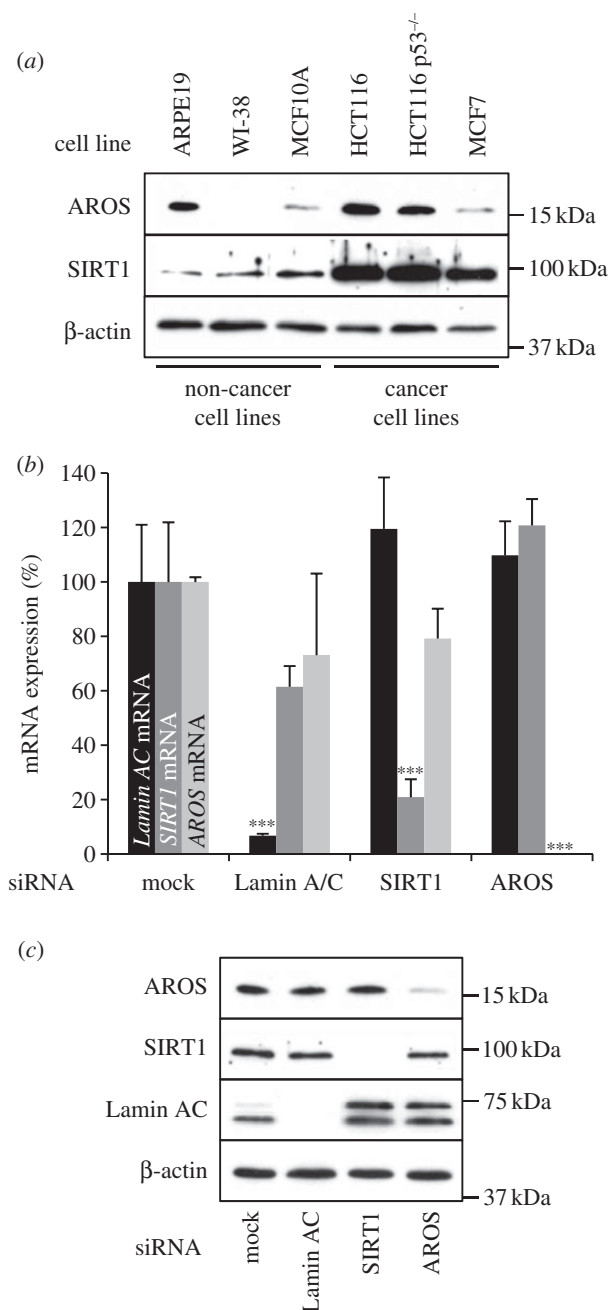 (a)
cell line
ARPE19
WI-38
MCF10A
HCT116
HCT116 p53–/–
MCF7
AROS
15 kDa
SIRT1
100 kDa
β-actin
37 kDa
non-cancer
cell lines
cancer
cell lines
(b)
mRNA expression (%)
140
120
100
80
60
40
20
0
Lamin AC mRNA
SIRT1 mRNA
AROS mRNA
***
***
***
siRNA mock Lamin A/C SIRT1 AROS
(c)
AROS
15 kDa
SIRT1
100 kDa
Lamin AC
75 kDa
β-actin
37 kDa
siRNA
mock
Lamin AC
SIRT1
AROS